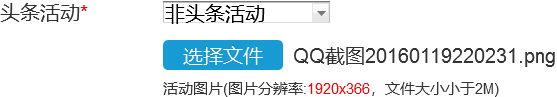 头条活动* 非头条活动
选择文件 QQ截图20160119220231.png
活动图片(图片分辨率:1920x366，文件大小小于2M)